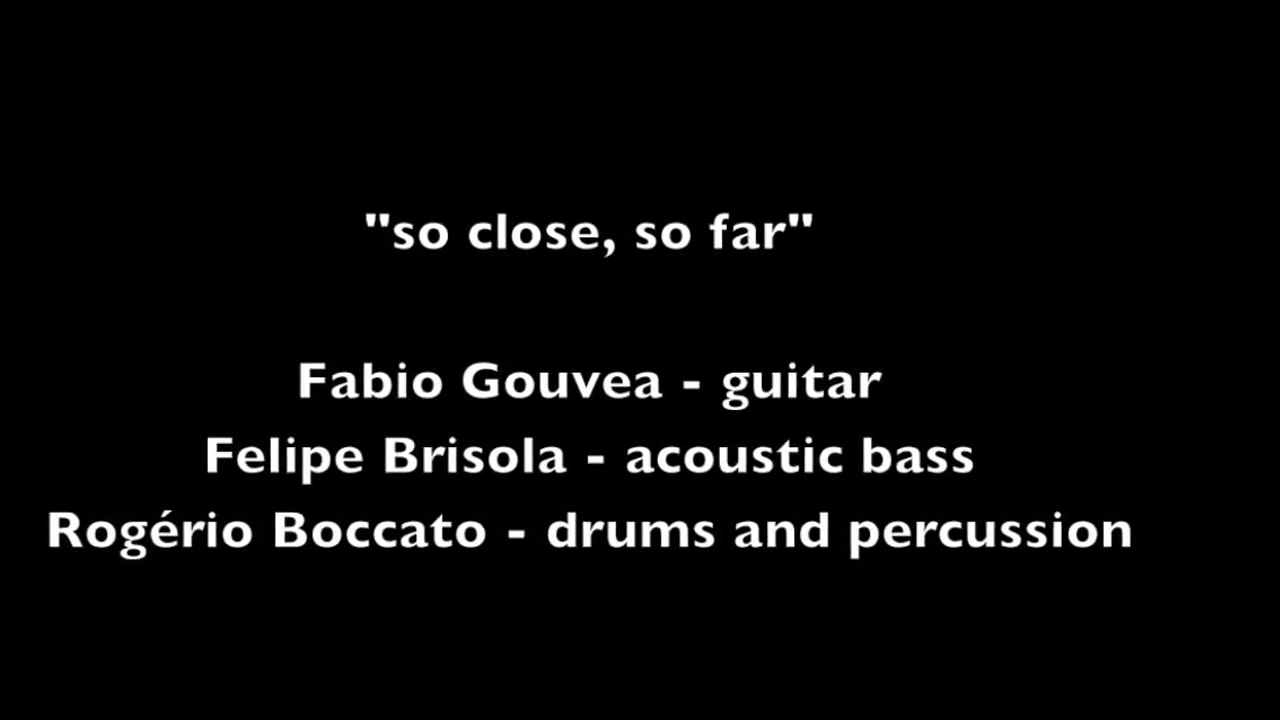 "so close, so far"
Fabio Gouvea - guitar
Felipe Brisola - acoustic bass
Rogério Boccato - drums and percussion